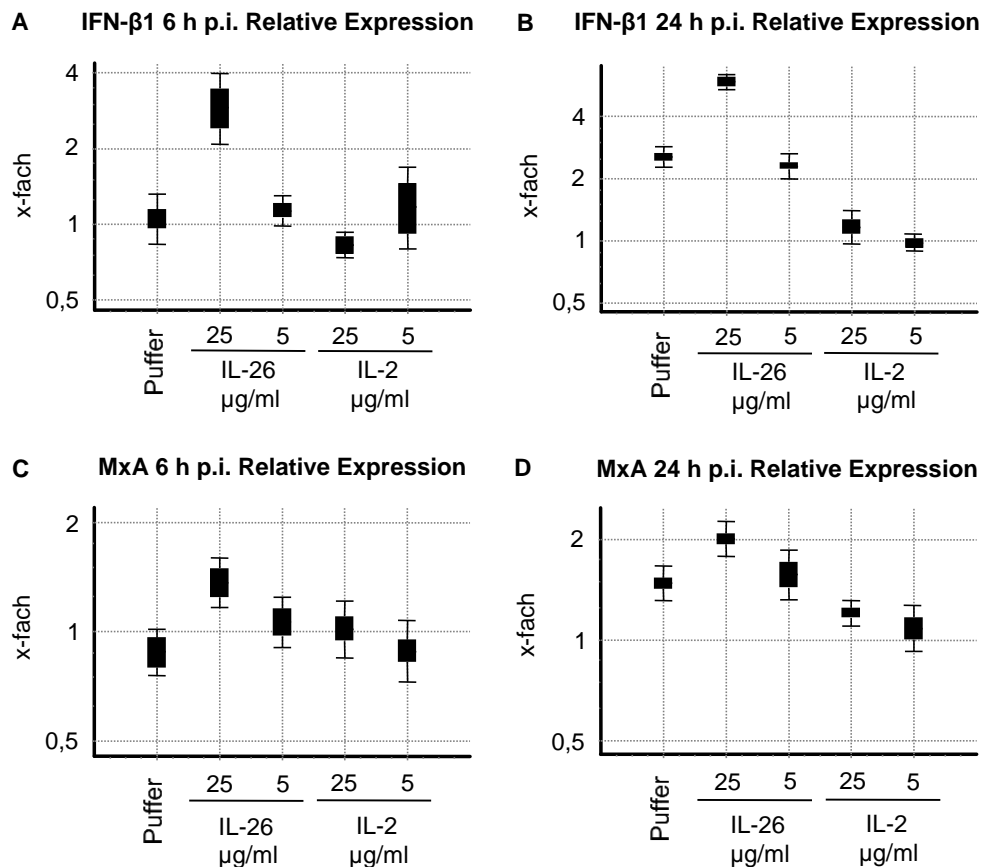 A IFN-β1 6 h p.i. Relative Expression
x-fach
4
2
1
0,5
Puffer
25 5 25 5
IL-26 IL-2
µg/ml µg/ml
B IFN-β1 24 h p.i. Relative Expression
x-fach
4
2
1
0,5
Puffer
25 5 25 5
IL-26 IL-2
µg/ml µg/ml
C MxA 6 h p.i. Relative Expression
x-fach
2
1
0,5
Puffer
25 5 25 5
IL-26 IL-2
µg/ml µg/ml
D MxA 24 h p.i. Relative Expression
x-fach
2
1
0,5
Puffer
25 5 25 5
IL-26 IL-2
µg/ml µg/ml